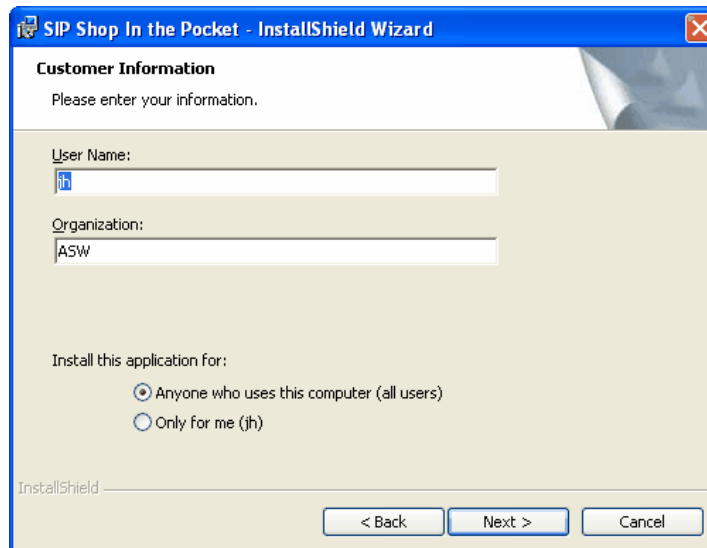 SIP Shop In the Pocket - InstallShield Wizard
Customer Information
Please enter your information.
User Name:
jh
Organization:
ASW
Install this application for:
Anyone who uses this computer (all users)
Only for me (jh)
InstallShield
< Back Next > Cancel